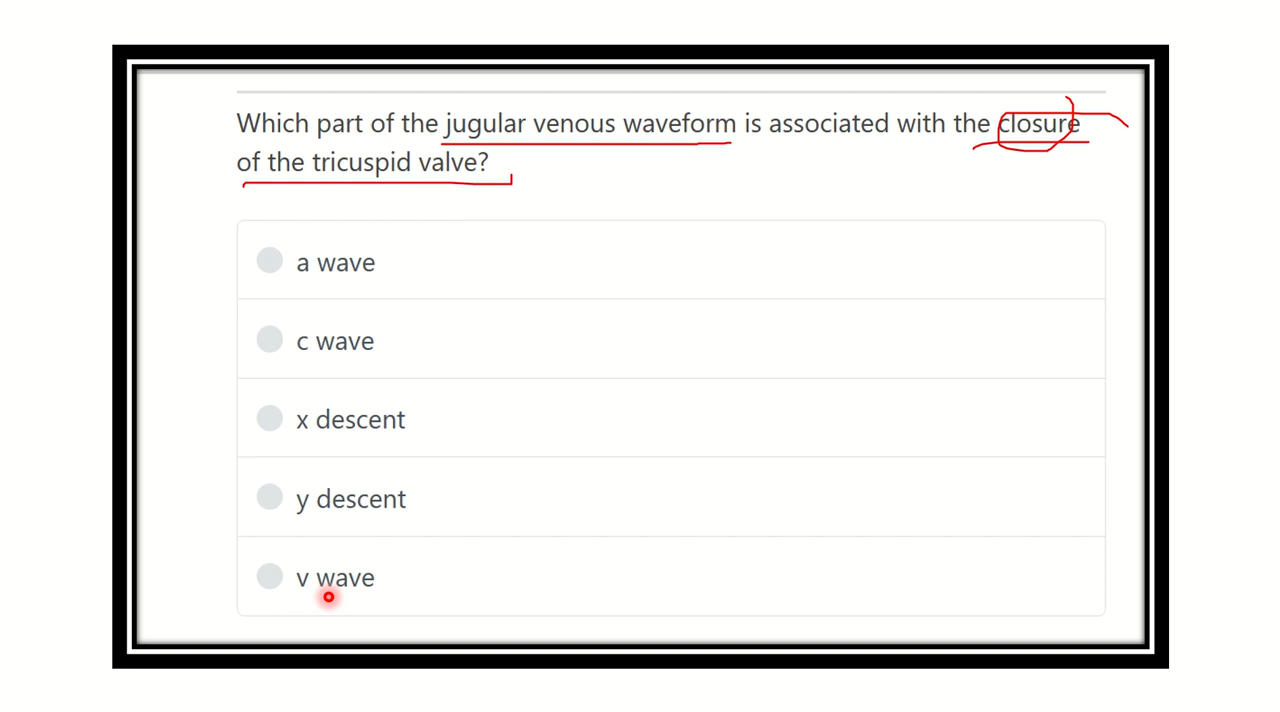 Which part of the jugular venous waveform is associated with the closure
of the tricuspid valve?
a wave
c wave
x descent
y descent
v wave